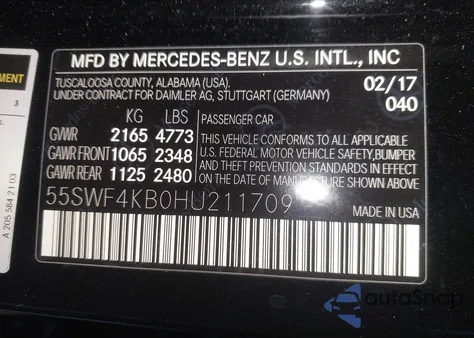 MFD BY MERCEDES-BENZ U.S. INTL., INC
TUSCALOOSA COUNTY, ALABAMA (USA).
UNDER CONTRACT FOR DAIMLER AG, STUTTGART (GERMANY)
02/17
040
KG LBS
GVWR 2165 4773
GAWR FRONT 1065 2348
GAWR REAR 1125 2480
PASSENGER CAR
THIS VEHICLE CONFORMS TO ALL APPLICABLE
U.S. FEDERAL MOTOR VEHICLE SAFETY, BUMPER
AND THEFT PREVENTION STANDARDS IN EFFECT
ON THE DATE OF MANUFACTURE SHOWN ABOVE.
55SWF4KB0HU211709
MADE IN USA
3
A 205 584 21 03
autoSnap